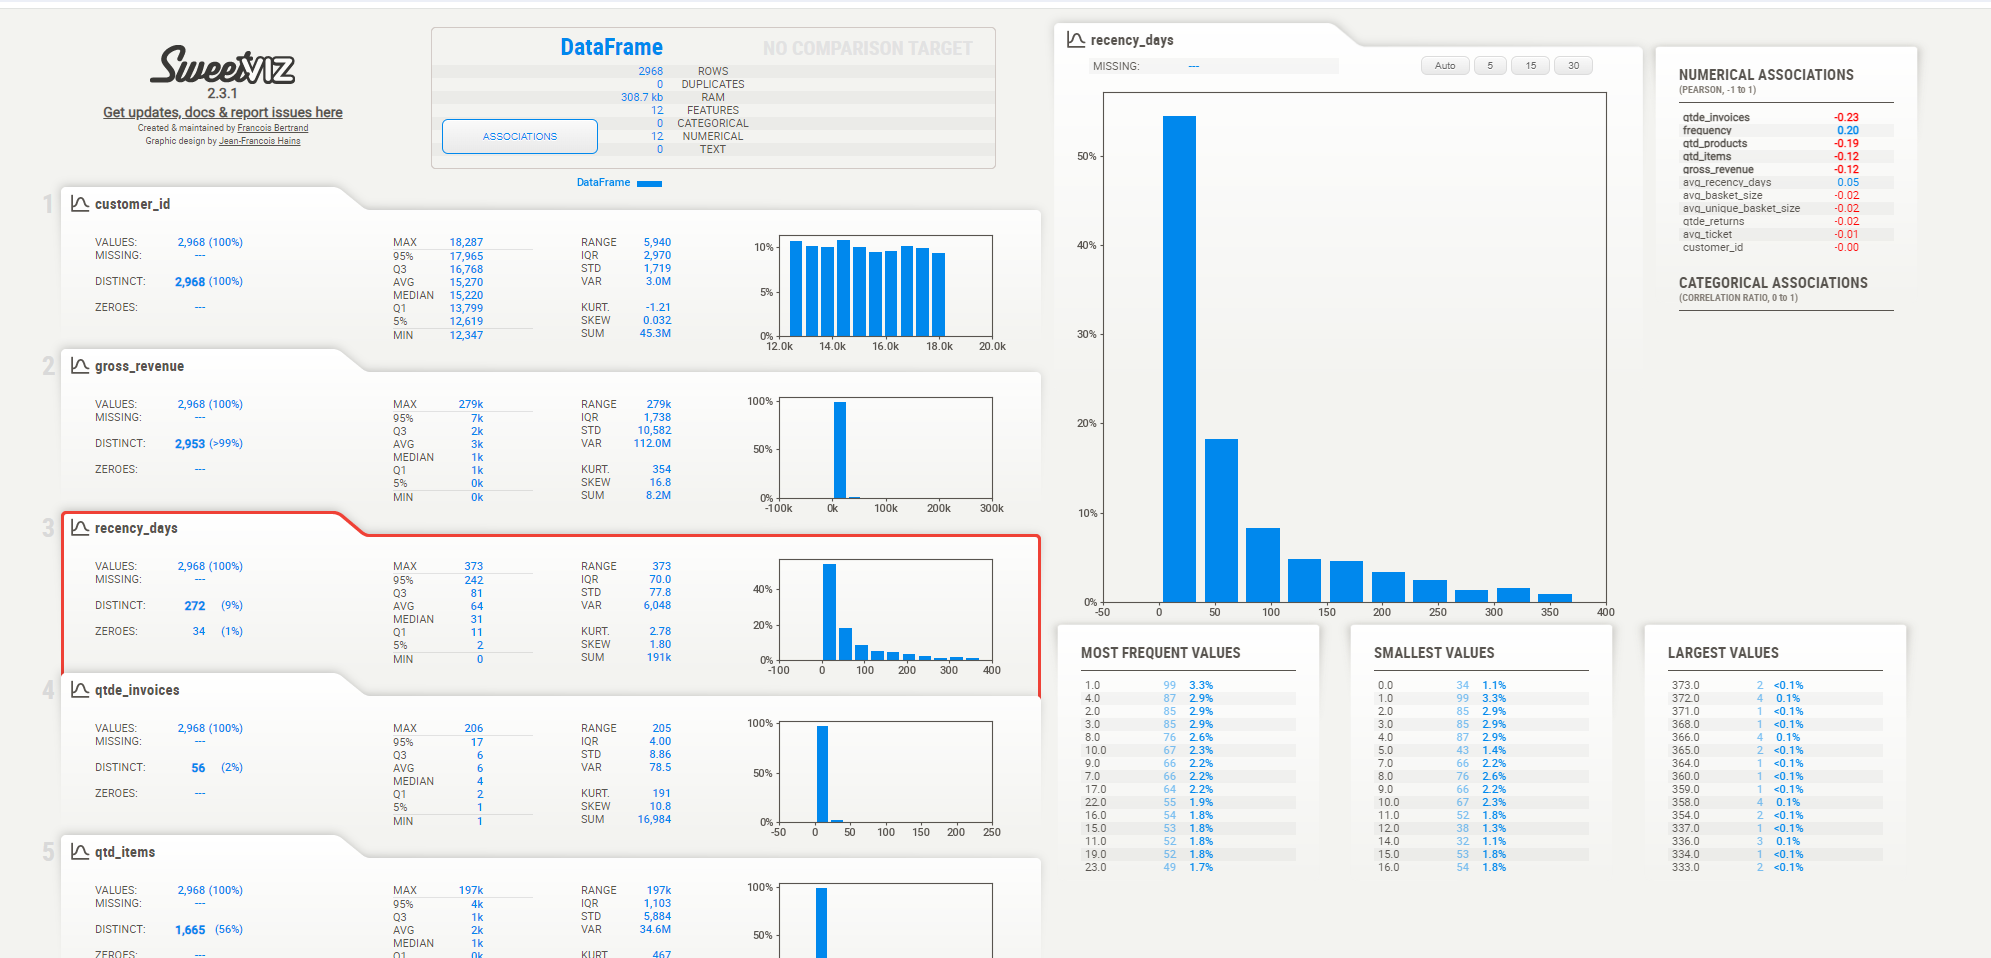 SweetVIZ
2.3.1
Get updates, docs & report issues here
Created & maintained by Francois Bertrand
Graphic design by Jean-Francois Hains
DataFrame NO COMPARISON TARGET
2968 ROWS
0 DUPLICATES
308.7 kb RAM
12 FEATURES
0 CATEGORICAL
12 NUMERICAL
0 TEXT
ASSOCIATIONS
DataFrame
1 customer_id
VALUES: 2,968 (100%)
MISSING: ---
DISTINCT: 2,968 (100%)
ZEROES: ---
MAX 18,287
95% 17,965
Q3 16,768
AVG 15,270
MEDIAN 15,220
Q1 13,799
5% 12,619
MIN 12,347
RANGE 5,940
IQR 2,970
STD 1,719
VAR 3.0M
KURT. -1.21
SKEW 0.032
SUM 45.3M
10%
5%
0%
12.0k 14.0k 16.0k 18.0k 20.0k
2 gross_revenue
VALUES: 2,968 (100%)
MISSING: ---
DISTINCT: 2,953 (>99%)
ZEROES: ---
MAX 279k
95% 7k
Q3 2k
AVG 3k
MEDIAN 1k
Q1 1k
5% 0k
MIN 0k
RANGE 279k
IQR 1,738
STD 10,582
VAR 112.0M
KURT. 354
SKEW 16.8
SUM 8.2M
100%
50%
0%
-100k 0k 100k 200k 300k
3 recency_days
VALUES: 2,968 (100%)
MISSING: ---
DISTINCT: 272 (9%)
ZEROES: 34 (1%)
MAX 373
95% 242
Q3 81
AVG 64
MEDIAN 31
Q1 11
5% 2
MIN 0
RANGE 373
IQR 70.0
STD 77.8
VAR 6,048
KURT. 2.78
SKEW 1.80
SUM 191k
40%
20%
0%
-100 0 100 200 300 400
4 qtde_invoices
VALUES: 2,968 (100%)
MISSING: ---
DISTINCT: 56 (2%)
ZEROES: ---
MAX 206
95% 17
Q3 6
AVG 6
MEDIAN 4
Q1 2
5% 1
MIN 1
RANGE 205
IQR 4.00
STD 8.86
VAR 78.5
KURT. 191
SKEW 10.8
SUM 16,984
100%
50%
0%
-50 0 50 100 150 200 250
5 qtd_items
VALUES: 2,968 (100%)
MISSING: ---
DISTINCT: 1,665 (56%)
ZEROES: ---
MAX 197k
95% 4k
Q3 1k
AVG 2k
MEDIAN 1k
Q1 0k
RANGE 197k
IQR 1,103
STD 5,884
VAR 34.6M
KURT. 467
100%
50%
recency_days
MISSING: ---
Auto 5 15 30
50%
40%
30%
20%
10%
0%
-50 0 50 100 150 200 250 300 350 400
NUMERICAL ASSOCIATIONS
(PEARSON, -1 to 1)
qtde_invoices -0.23
frequency 0.20
qtd_products -0.19
qtd_items -0.12
gross_revenue -0.12
avg_recency_days 0.05
avg_basket_size -0.02
avg_unique_basket_size -0.02
qtde_returns -0.02
avg_ticket -0.01
customer_id -0.00
CATEGORICAL ASSOCIATIONS
(CORRELATION RATIO, 0 to 1)
MOST FREQUENT VALUES
1.0 99 3.3%
4.0 87 2.9%
2.0 85 2.9%
3.0 85 2.9%
8.0 76 2.6%
10.0 67 2.3%
9.0 66 2.2%
7.0 66 2.2%
17.0 64 2.2%
22.0 55 1.9%
16.0 54 1.8%
15.0 53 1.8%
11.0 52 1.8%
19.0 52 1.8%
23.0 49 1.7%
SMALLEST VALUES
0.0 34 1.1%
1.0 99 3.3%
2.0 85 2.9%
3.0 85 2.9%
4.0 87 2.9%
5.0 43 1.4%
7.0 66 2.2%
8.0 76 2.6%
9.0 66 2.2%
10.0 67 2.3%
11.0 52 1.8%
12.0 38 1.3%
14.0 32 1.1%
15.0 53 1.8%
16.0 54 1.8%
LARGEST VALUES
373.0 2 <0.1%
372.0 4 0.1%
371.0 1 <0.1%
368.0 1 <0.1%
366.0 4 0.1%
365.0 2 <0.1%
364.0 1 <0.1%
360.0 1 <0.1%
359.0 1 <0.1%
358.0 4 0.1%
354.0 2 <0.1%
337.0 1 <0.1%
336.0 3 0.1%
334.0 1 <0.1%
333.0 2 <0.1%